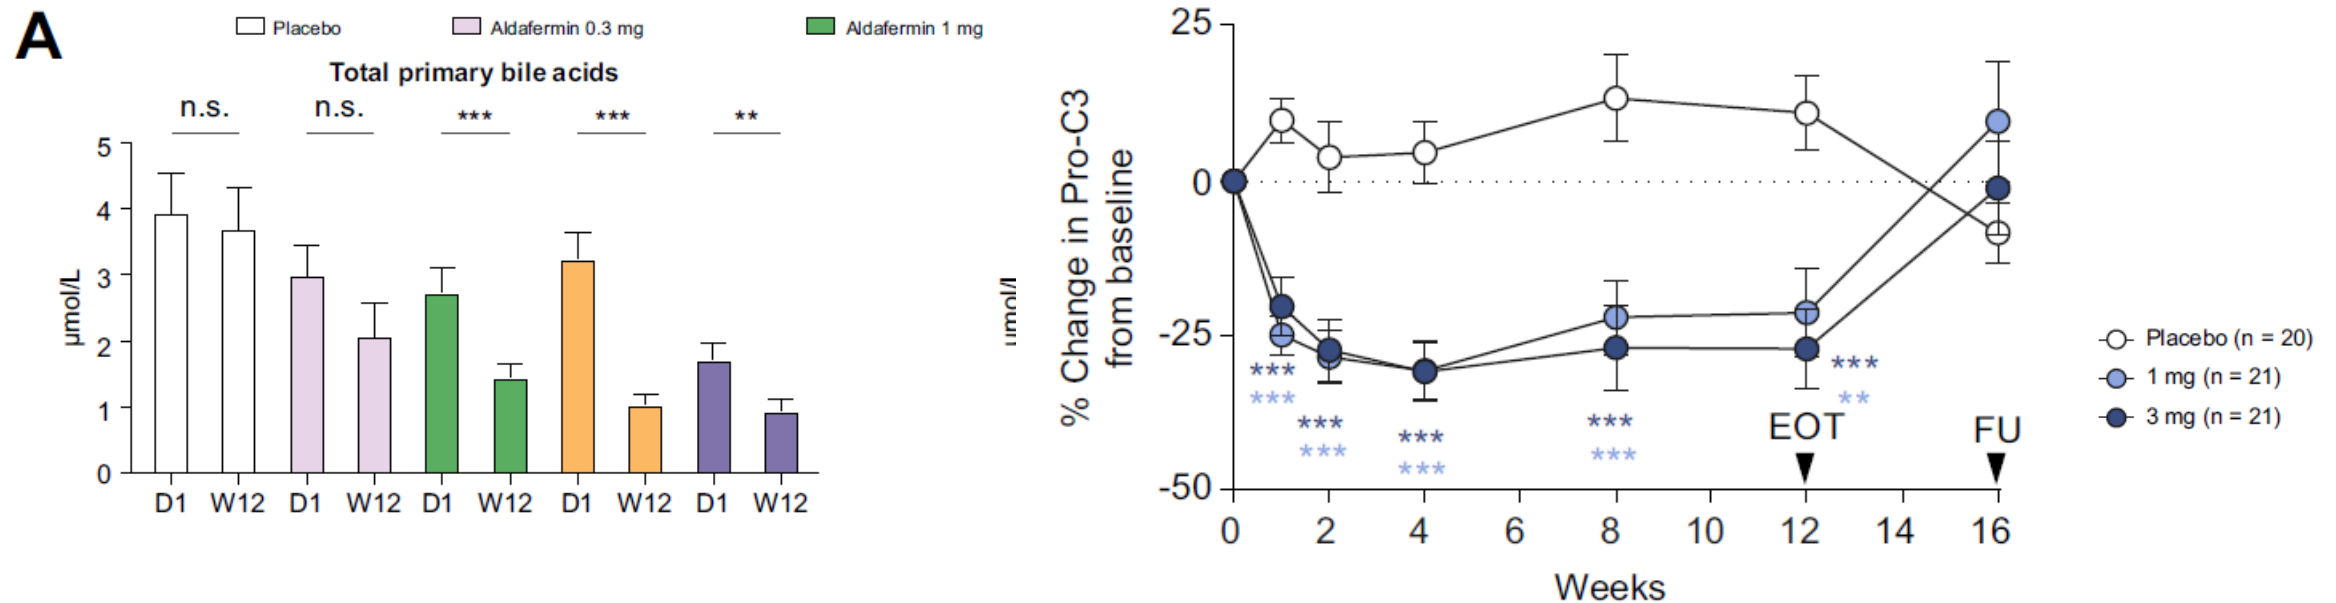 A
Placebo
Aldafermin 0.3 mg
Aldafermin 1 mg
Total primary bile acids
n.s.
n.s.
***
***
**
5
4
3
2
1
0
µmol/L
D1 W12 D1 W12 D1 W12 D1 W12 D1 W12
% Change in Pro-C3
from baseline
25
0
-25
-50
***
***
***
***
***
***
***
***
***
**
EOT
FU
0 2 4 6 8 10 12 14 16
Weeks
Placebo (n = 20)
1 mg (n = 21)
3 mg (n = 21)